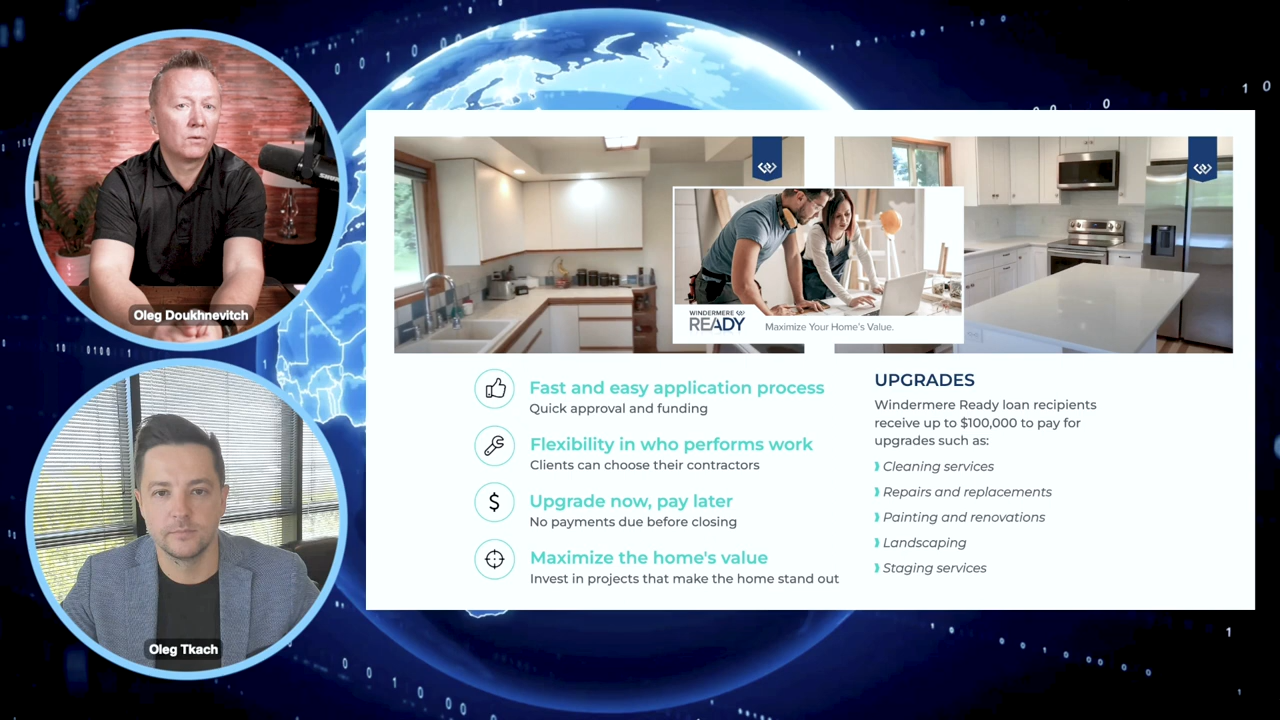 Oleg Doukhnevitch
Oleg Tkach
WINDERMERE
READY
Maximize Your Home's Value.
Fast and easy application process
Quick approval and funding
Flexibility in who performs work
Clients can choose their contractors
Upgrade now, pay later
No payments due before closing
Maximize the home's value
Invest in projects that make the home stand out
UPGRADES
Windermere Ready loan recipients
receive up to $100,000 to pay for
upgrades such as:
Cleaning services
Repairs and replacements
Painting and renovations
Landscaping
Staging services